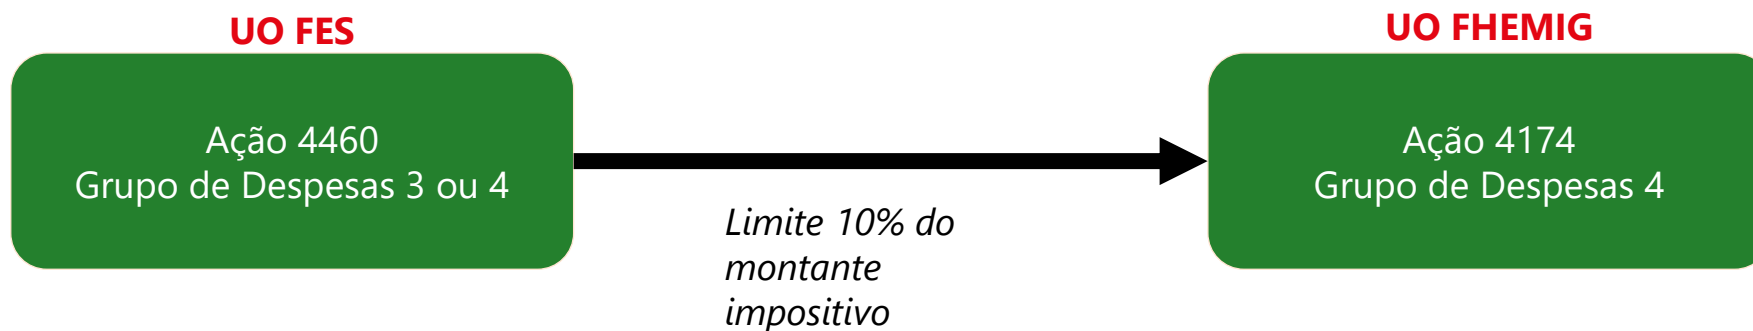 UO FES
Ação 4460
Grupo de Despesas 3 ou 4
Limite 10% do
montante
impositivo
UO FHEMIG
Ação 4174
Grupo de Despesas 4